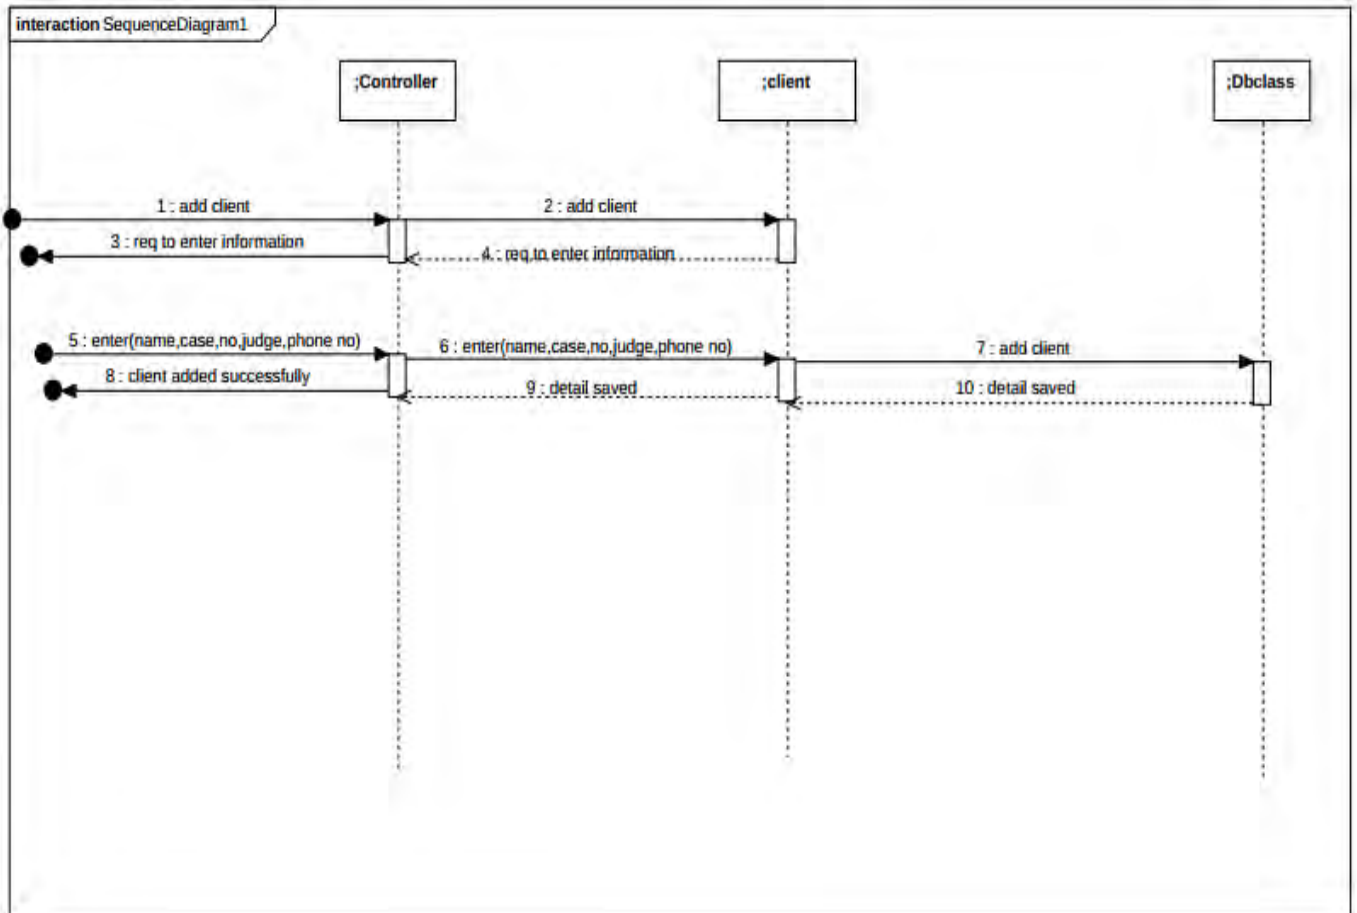 interaction SequenceDiagram1
;Controller
;client
;Dbclass
1 : add client
2 : add client
3 : req to enter information
4 : req to enter information
5 : enter(name,case,no,judge,phone no)
6 : enter(name,case,no,judge,phone no)
7 : add client
8 : client added successfully
9 : detail saved
10 : detail saved